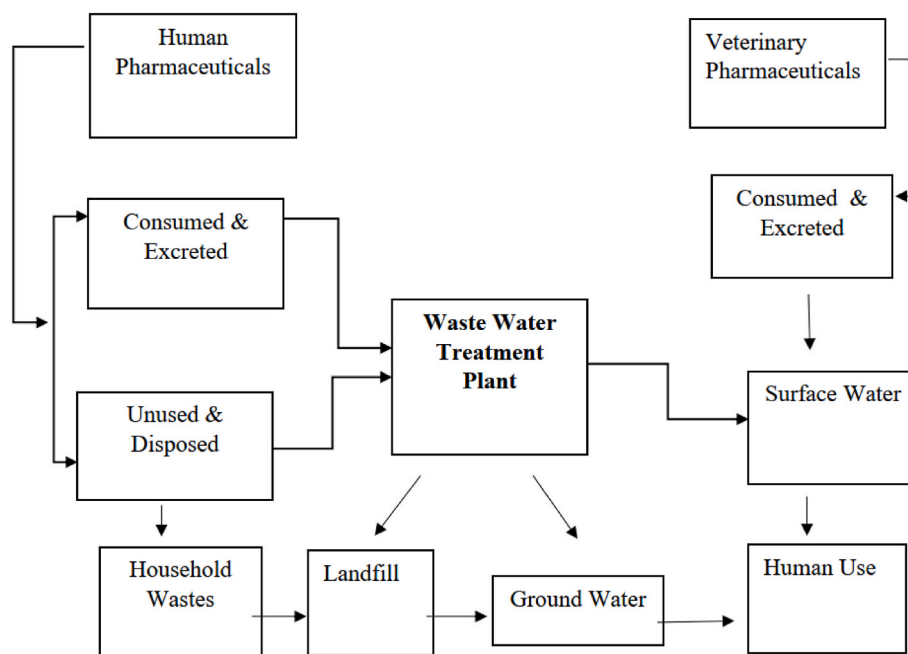 Human
Pharmaceuticals
Veterinary
Pharmaceuticals
Consumed &
Excreted
Consumed &
Excreted
Waste Water
Treatment
Plant
Unused &
Disposed
Surface Water
Household
Wastes
Landfill
Ground Water
Human Use